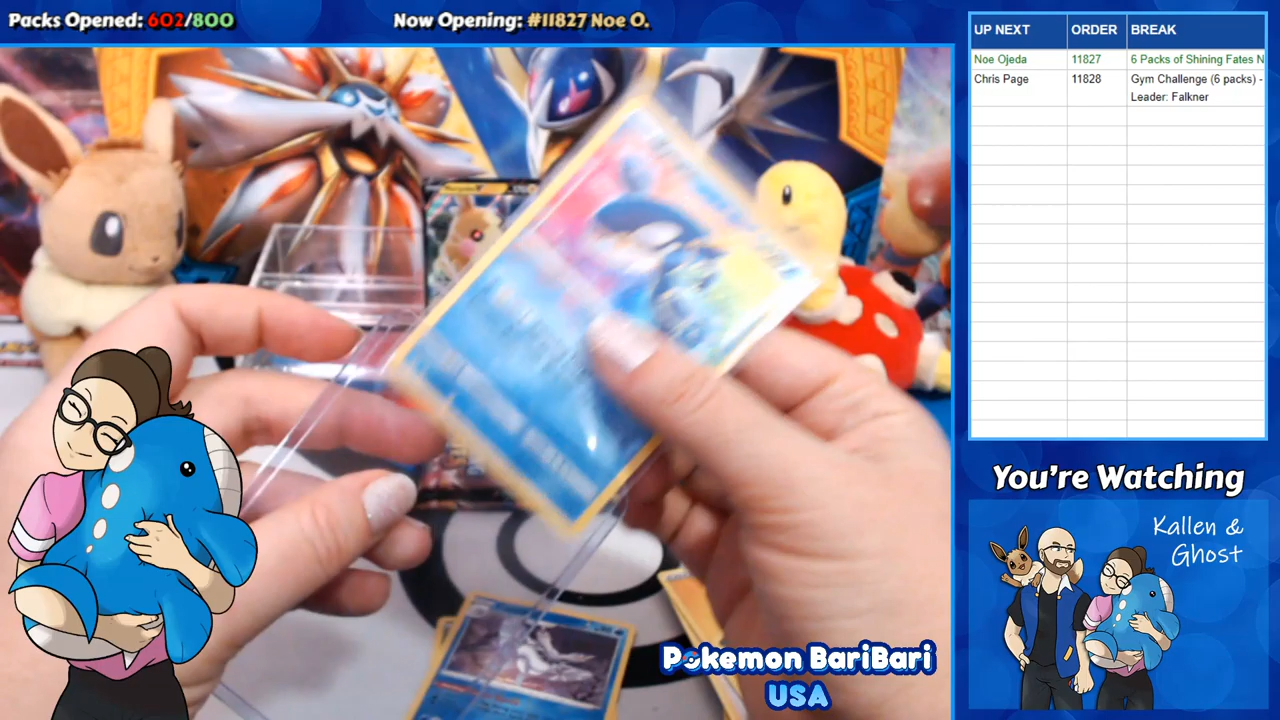 Packs Opened: 602/800
Now Opening: #11827 Noe O.
UP NEXT ORDER BREAK
Noe Ojeda 11827 6 Packs of Shining Fates N
Chris Page 11828 Gym Challenge (6 packs) -
Leader: Falkner
You're Watching
Kallen &
Ghost
Pokemon BariBari
USA